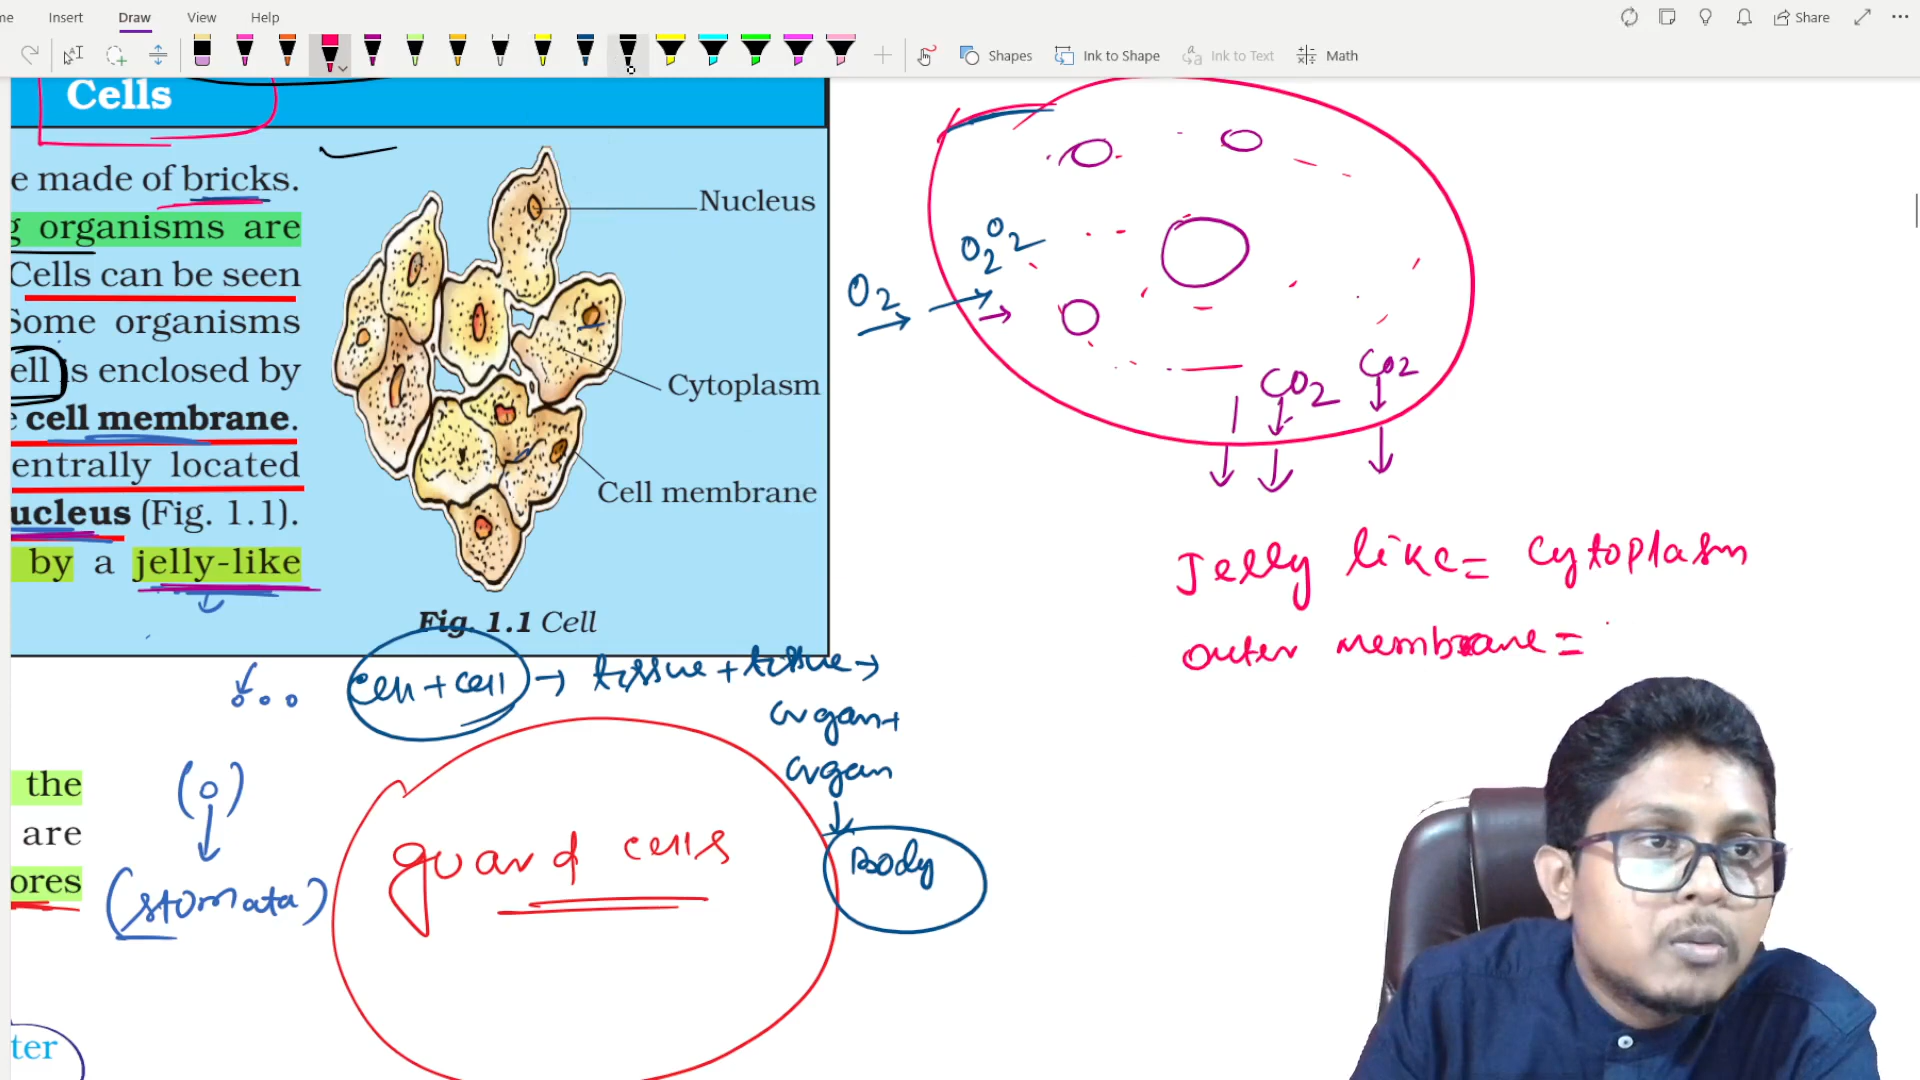 me Insert Draw View Help Share
Shapes Ink to Shape Ink to Text Math
Cells
e made of bricks.
g organisms are
Cells can be seen
Some organisms
ell is enclosed by
e cell membrane.
entrally located
ucleus (Fig. 1.1).
by a jelly-like
Nucleus
Cytoplasm
Cell membrane
Fig. 1.1 Cell
O2
O2 O2
CO2 CO2
Jelly like = cytoplasm
outer membrane =
cell + cell → tissue + tissue →
organ +
organ
Body
the
are
ores
(stomata)
guard cells
ter